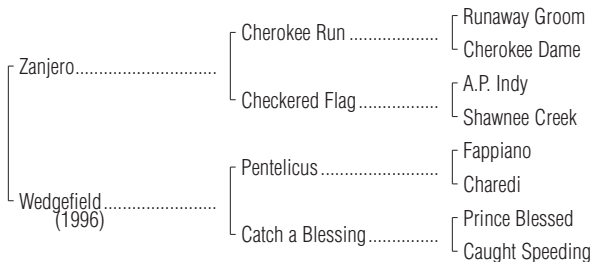 Runaway Groom
Cherokee Run ..................
Cherokee Dame
Zanjero.............................
A.P. Indy
Checkered Flag................
Shawnee Creek
Fappiano
Pentelicus ........................
Charedi
Wedgefield.......................
(1996)
Prince Blessed
Catch a Blessing..............
Caught Speeding